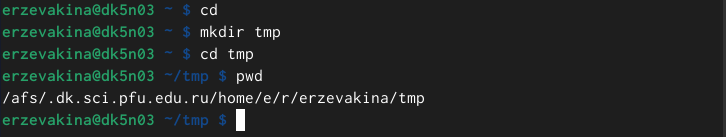 erzevakina@dk5n03 ~ $ cd
erzevakina@dk5n03 ~ $ mkdir tmp
erzevakina@dk5n03 ~ $ cd tmp
erzevakina@dk5n03 ~/tmp $ pwd
/afs/.dk.sci.pfu.edu.ru/home/e/r/erzevakina/tmp
erzevakina@dk5n03 ~/tmp $